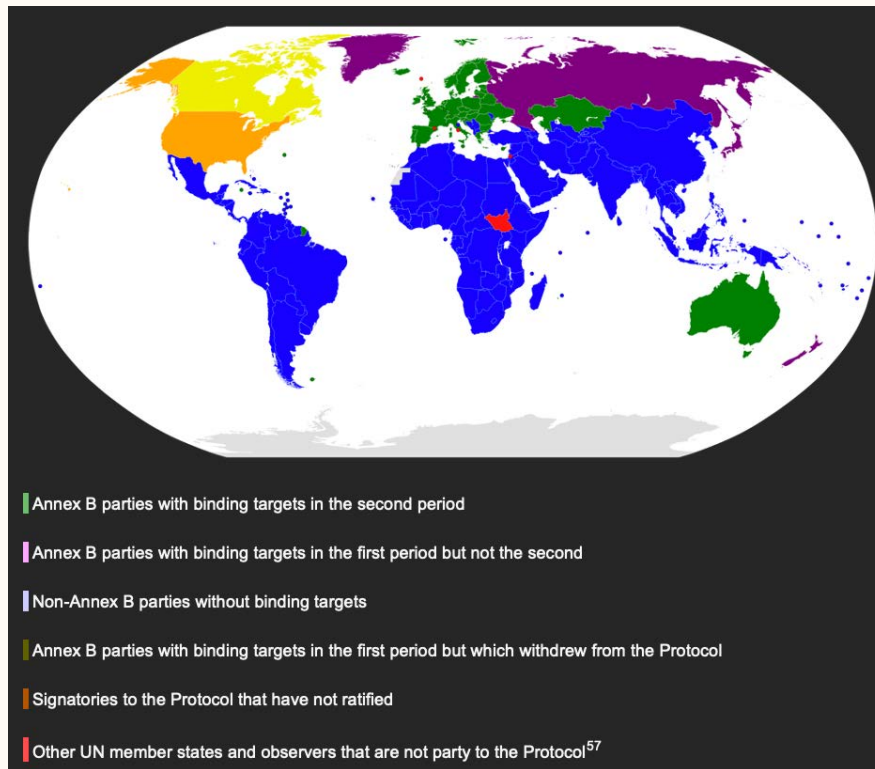 Annex B parties with binding targets in the second period
Annex B parties with binding targets in the first period but not the second
Non-Annex B parties without binding targets
Annex B parties with binding targets in the first period but which withdrew from the Protocol
Signatories to the Protocol that have not ratified
Other UN member states and observers that are not party to the Protocol57